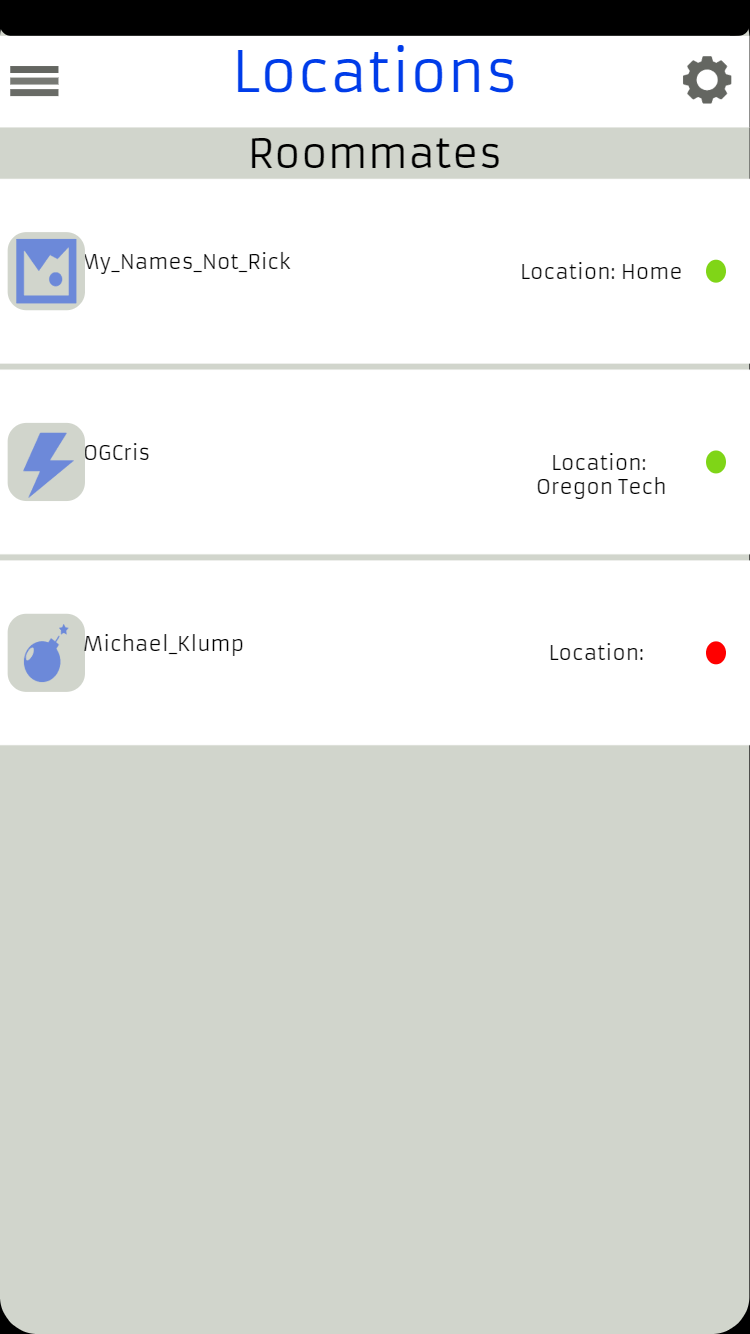 Locations
Roommates
My_Names_Not_Rick
Location: Home
OGCris
Location:
Oregon Tech
Michael_Klump
Location: